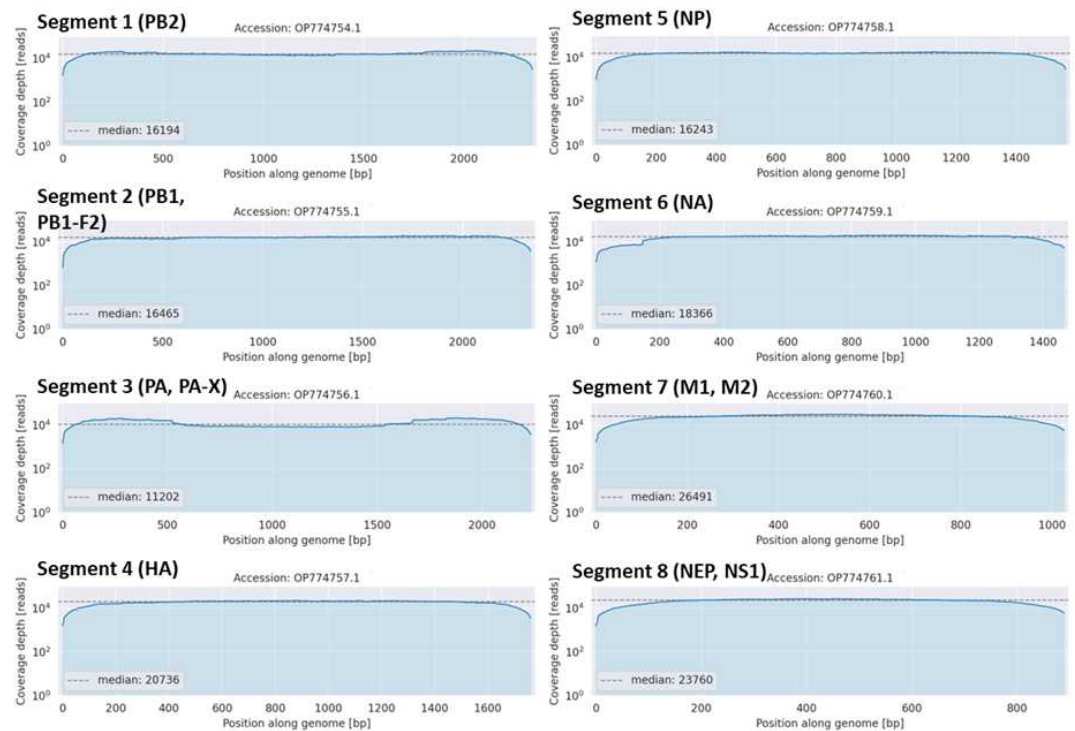 Segment 1 (PB2)
Accession: OP774754.1
Coverage depth [reads]
10^4
10^2
10^0
median: 16194
0 500 1000 1500 2000
Position along genome [bp]
Segment 2 (PB1,
PB1-F2)
Accession: OP774755.1
Coverage depth [reads]
10^4
10^2
10^0
median: 16465
0 500 1000 1500 2000
Position along genome [bp]
Segment 3 (PA, PA-X)
Accession: OP774756.1
Coverage depth [reads]
10^4
10^2
10^0
median: 11202
0 500 1000 1500 2000
Position along genome [bp]
Segment 4 (HA)
Accession: OP774757.1
Coverage depth [reads]
10^4
10^2
10^0
median: 20736
0 200 400 600 800 1000 1200 1400 1600
Position along genome [bp]
Segment 5 (NP)
Accession: OP774758.1
Coverage depth [reads]
10^4
10^2
10^0
median: 16243
0 200 400 600 800 1000 1200 1400
Position along genome [bp]
Segment 6 (NA)
Accession: OP774759.1
Coverage depth [reads]
10^4
10^2
10^0
median: 18366
0 200 400 600 800 1000 1200 1400
Position along genome [bp]
Segment 7 (M1, M2)
Accession: OP774760.1
Coverage depth [reads]
10^4
10^2
10^0
median: 26491
0 200 400 600 800 1000
Position along genome [bp]
Segment 8 (NEP, NS1)
Accession: OP774761.1
Coverage depth [reads]
10^4
10^2
10^0
median: 23760
0 200 400 600 800
Position along genome [bp]